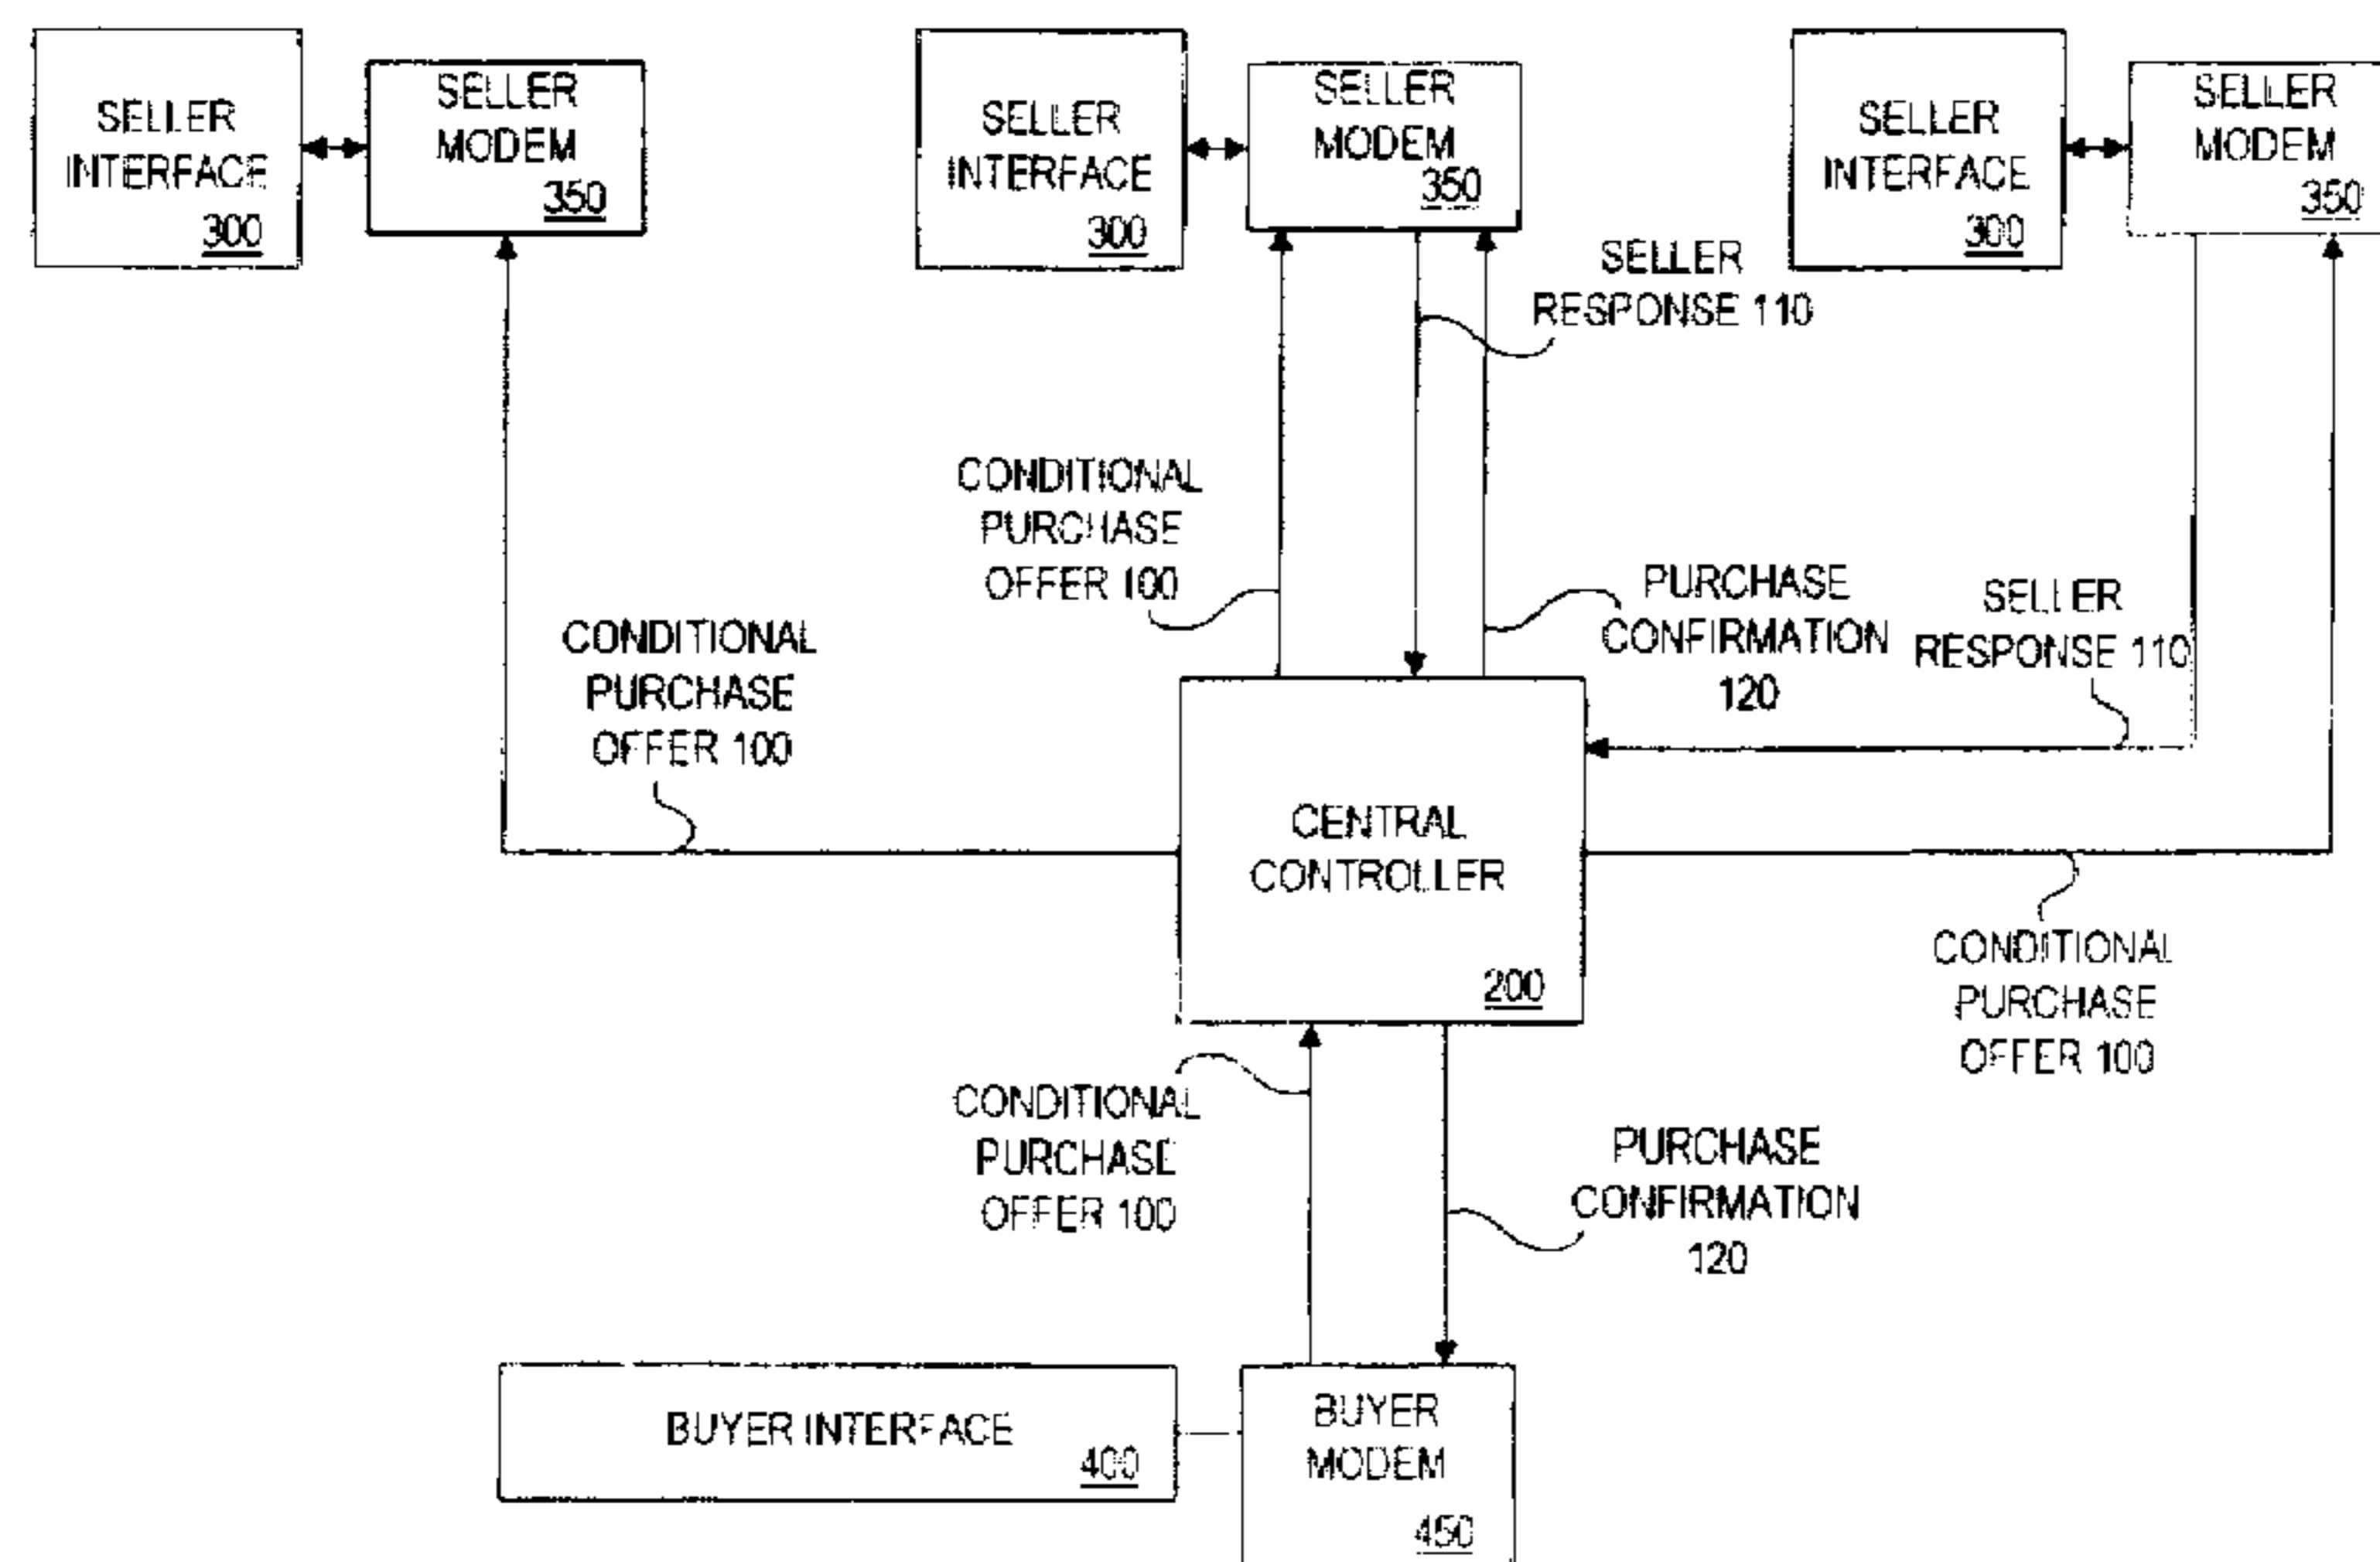 SELLER
INTERFACE
300
SELLER
MODEM
350
SELLER
INTERFACE
300
SELLER
MODEM
350
SELLER
INTERFACE
300
SELLER
MODEM
350
SELLER
RESPONSE 110
CONDITIONAL
PURCHASE
OFFER 100
PURCHASE
CONFIRMATION
120
SELLER
RESPONSE 110
CONDITIONAL
PURCHASE
OFFER 100
CENTRAL
CONTROLLER
200
CONDITIONAL
PURCHASE
OFFER 100
CONDITIONAL
PURCHASE
OFFER 100
PURCHASE
CONFIRMATION
120
BUYER INTERFACE
400
BUYER
MODEM
450